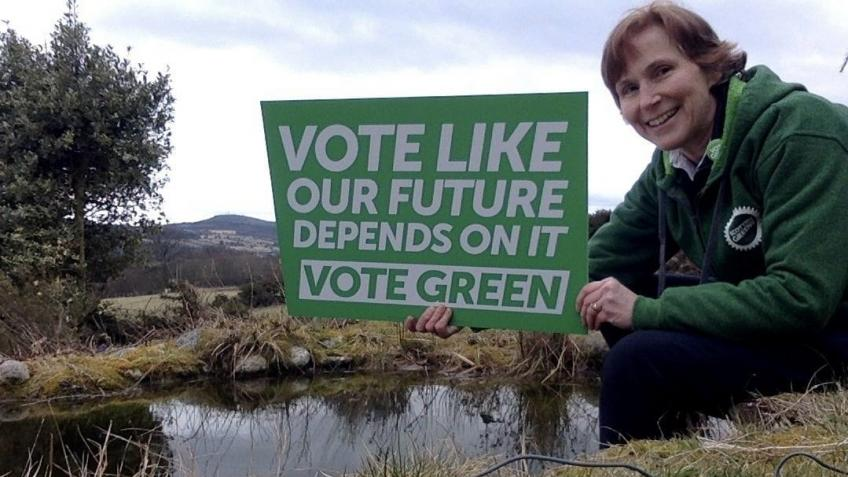 VOTE LIKE
OUR FUTURE
DEPENDS ON IT
VOTE GREEN